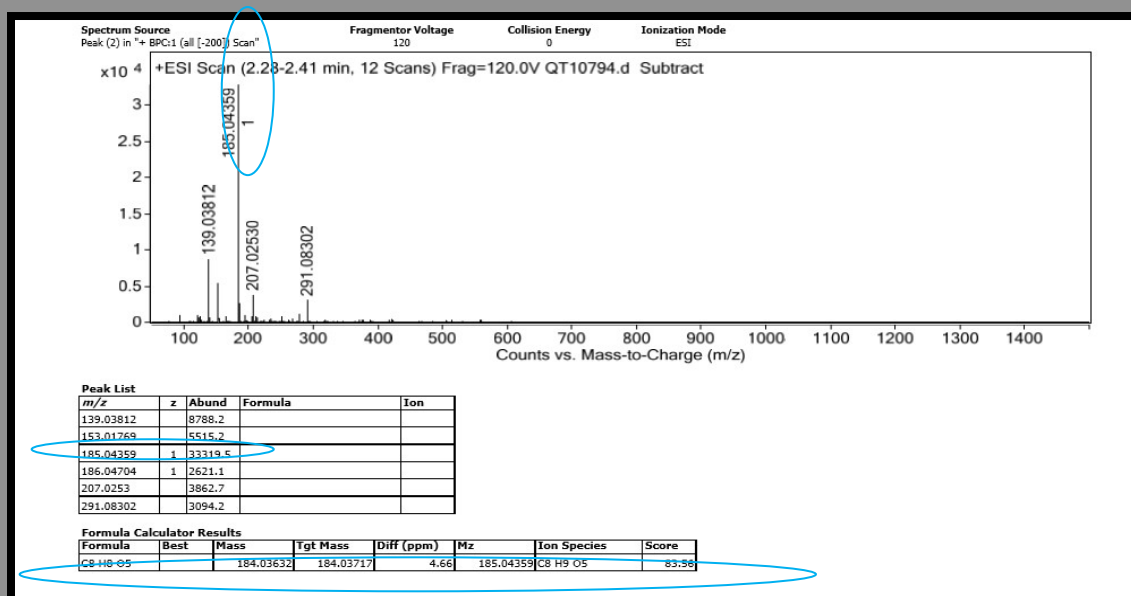 Spectrum Source Fragmentor Voltage Collision Energy Ionization Mode
Peak (2) in "+ BPC:1 (all [-200]) Scan" 120 0 ESI
x10 4 +ESI Scan (2.28-2.41 min, 12 Scans) Frag=120.0V QT10794.d Subtract
3
2.5
2
1.5
1
0.5
0
139.03812
185.04359
1
207.02530
291.08302
100 200 300 400 500 600 700 800 900 1000 1100 1200 1300 1400
Counts vs. Mass-to-Charge (m/z)
Peak List
m/z z Abund Formula Ion
139.03812 8788.2
153.01769 5515.2
185.04359 1 33319.5
186.04704 1 2621.1
207.0253 3862.7
291.08302 3094.2
Formula Calculator Results
Formula Best Mass Tgt Mass Diff (ppm) Mz Ion Species Score
C8 H8 O5 184.03632 184.03717 4.66 185.04359 C8 H9 O5 83.96